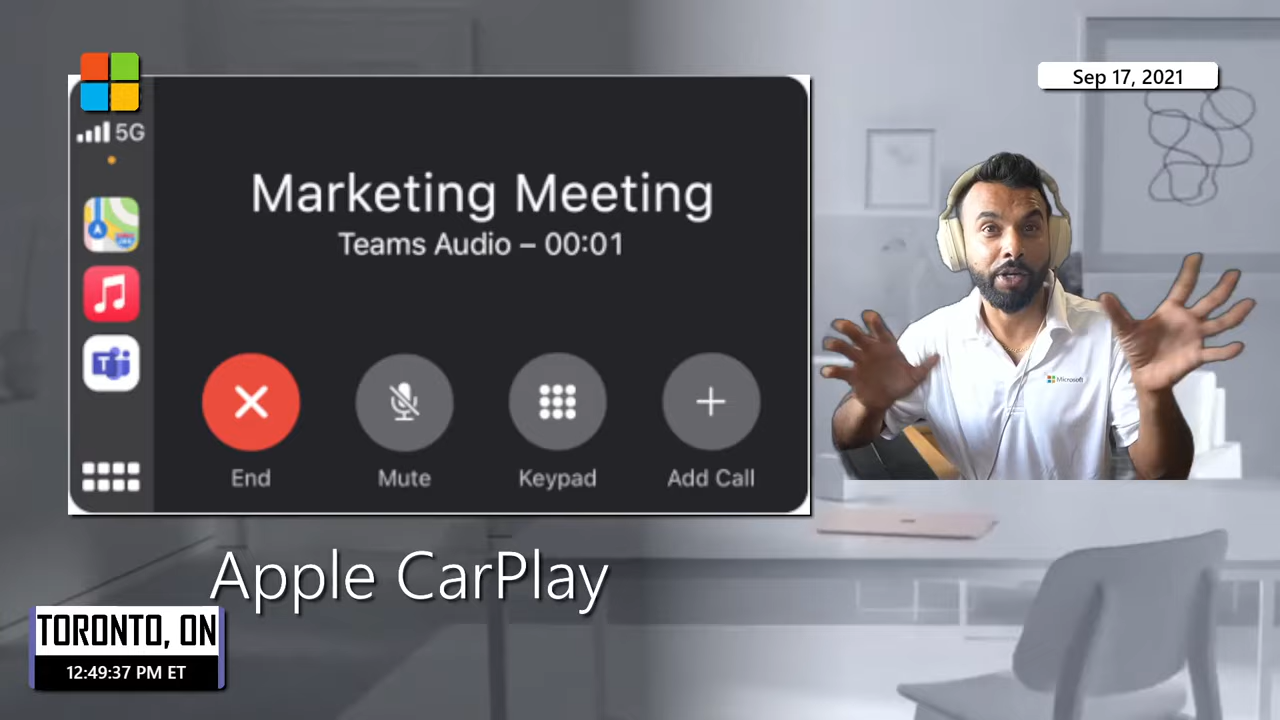 5G
Marketing Meeting
Teams Audio – 00:01
End
Mute
Keypad
Add Call
Sep 17, 2021
Microsoft
Apple CarPlay
TORONTO, ON
12:49:37 PM ET